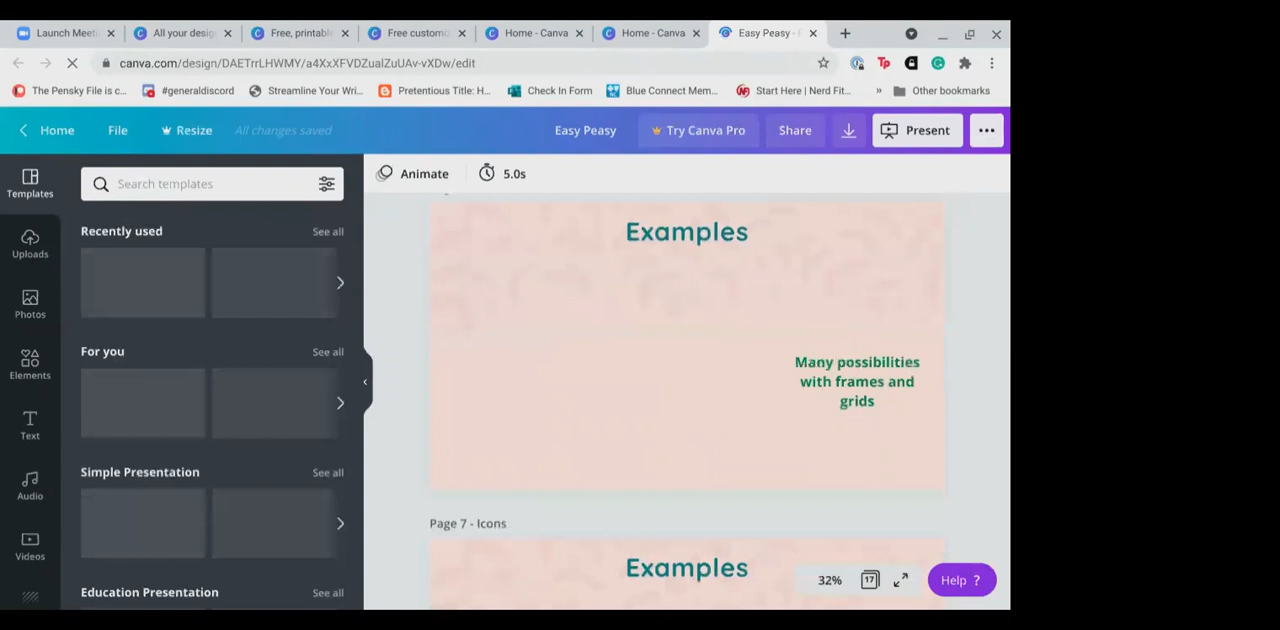 Launch Meeti
All your desig
Free, printabl
Free custom
Home - Canva
Home - Canva
Easy Peasy -
canva.com/design/DAETrrLHWMY/a4XxXFVDZualZuUAv-vXDw/edit
Tp
The Pensky File is c...
#generaldiscord
Streamline Your Wri...
Pretentious Title: H...
Check In Form
Blue Connect Mem...
Start Here | Nerd Fit...
»
Other bookmarks
Home
File
Resize
All changes saved
Easy Peasy
Try Canva Pro
Share
Present
Templates
Search templates
Animate
5.0s
Recently used
See all
Examples
Uploads
Photos
For you
See all
Many possibilities
with frames and
grids
Elements
Text
Simple Presentation
See all
Audio
Page 7 - Icons
Videos
Examples
32%
17
Help ?
Education Presentation
See all